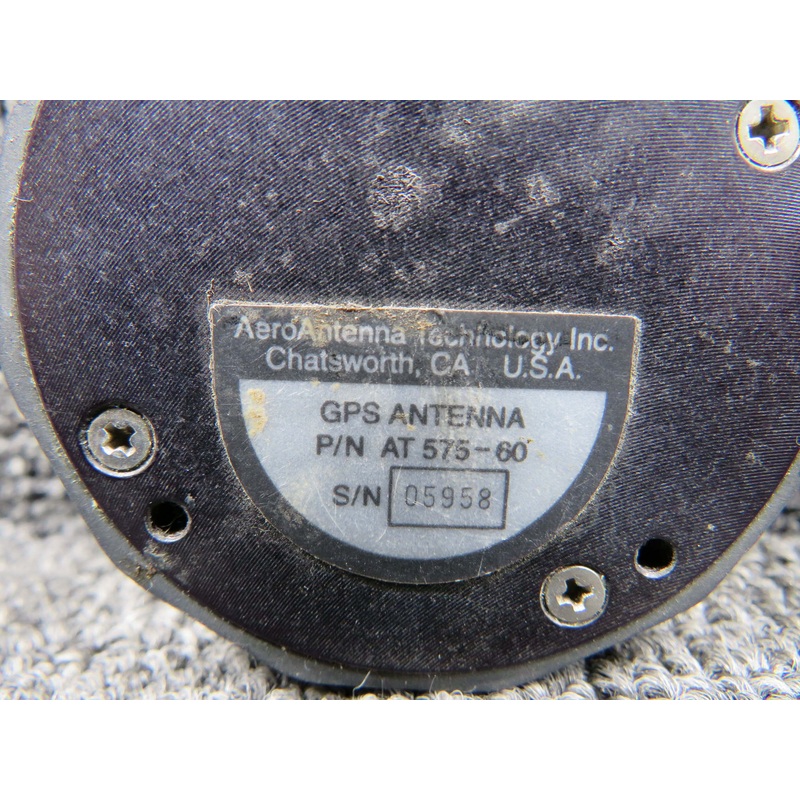 AeroAntenna Technology Inc.
Chatsworth, CA U.S.A.
GPS ANTENNA
P/N AT 575-60
S/N 05958